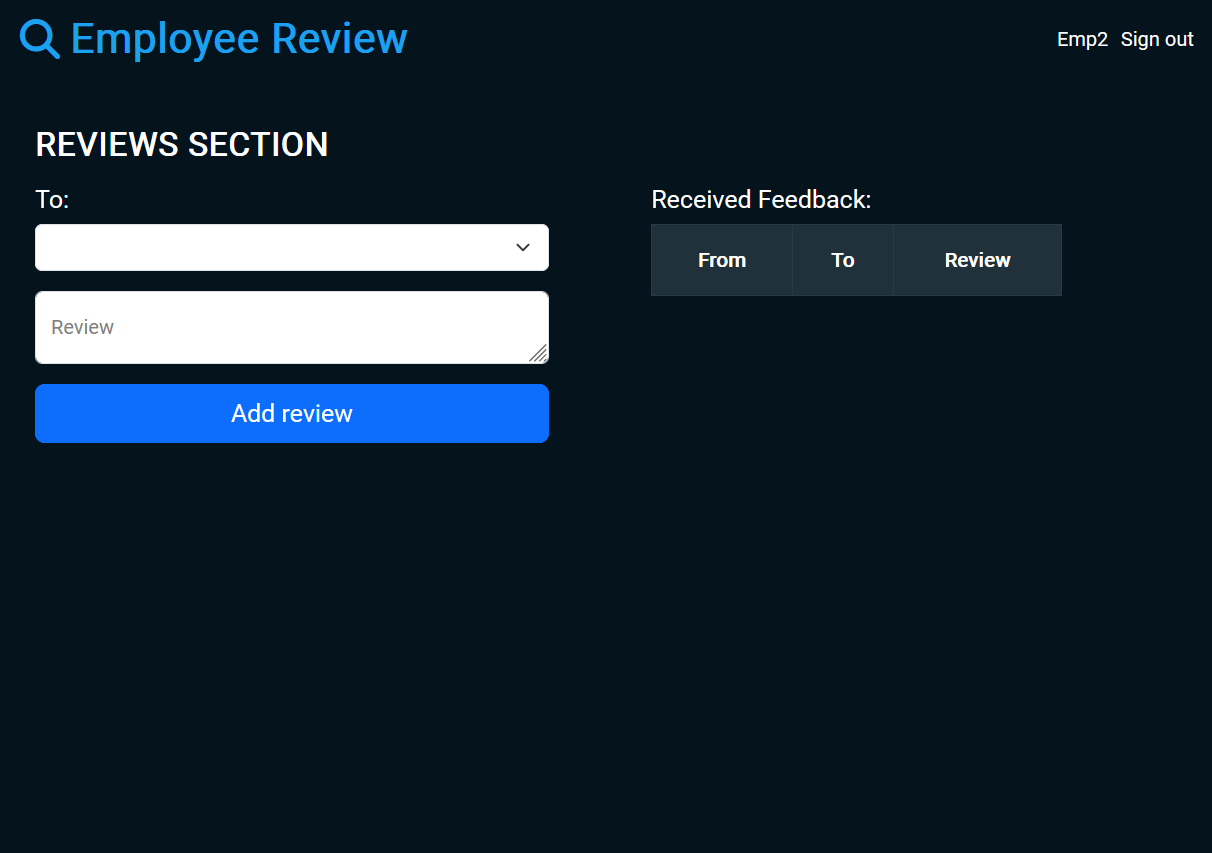 Employee Review
Emp2 Sign out
REVIEWS SECTION
To:
Review
Add review
Received Feedback:
From To Review